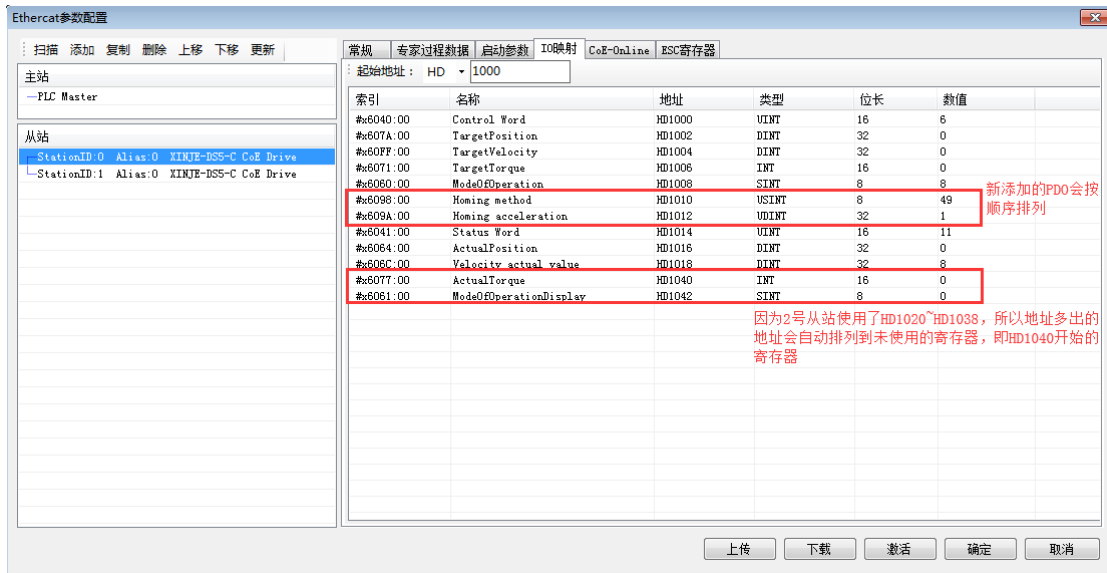 Ethercat参数配置
扫描 添加 复制 删除 上移 下移 更新
主站
PLC Master
从站
StationID:0 Alias:0 XINJE-DS5-C CoE Drive
StationID:1 Alias:0 XINJE-DS5-C CoE Drive
常规 专家过程数据 启动参数 IO映射 CoE-Online ESC寄存器
起始地址： HD 1000
索引 名称 地址 类型 位长 数值
#x6040:00 Control Word HD1000 UINT 16 6
#x607A:00 TargetPosition HD1002 DINT 32 0
#x60FF:00 TargetVelocity HD1004 DINT 32 0
#x6071:00 TargetTorque HD1006 INT 16 0
#x6060:00 ModeOfOperation HD1008 SINT 8 8
#x6098:00 Homing method HD1010 USINT 8 49
#x609A:00 Homing acceleration HD1012 UDINT 32 1
#x6041:00 Status Word HD1014 UINT 16 11
#x6064:00 ActualPosition HD1016 DINT 32 0
#x606C:00 Velocity actual value HD1018 DINT 32 8
#x6077:00 ActualTorque HD1040 INT 16 0
#x6061:00 ModeOfOperationDisplay HD1042 SINT 8 0
新添加的PDO会按
顺序排列
因为2号从站使用了HD1020~HD1038，所以地址多出的
地址会自动排列到未使用的寄存器，即HD1040开始的
寄存器
上传 下载 激活 确定 取消